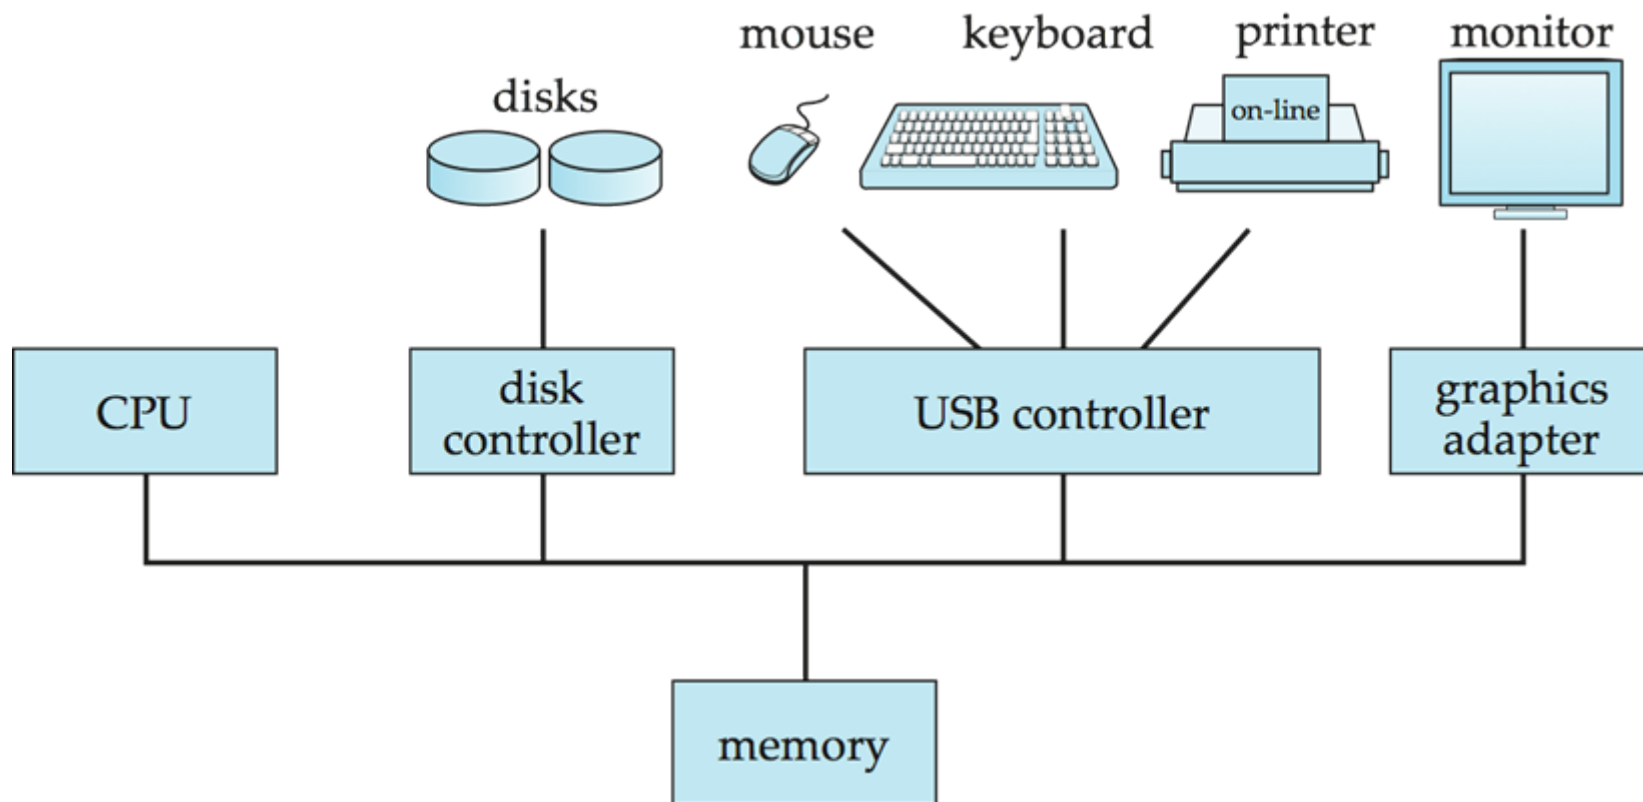 mouse
keyboard
printer
monitor
disks
on-line
CPU
disk
controller
USB controller
graphics
adapter
memory